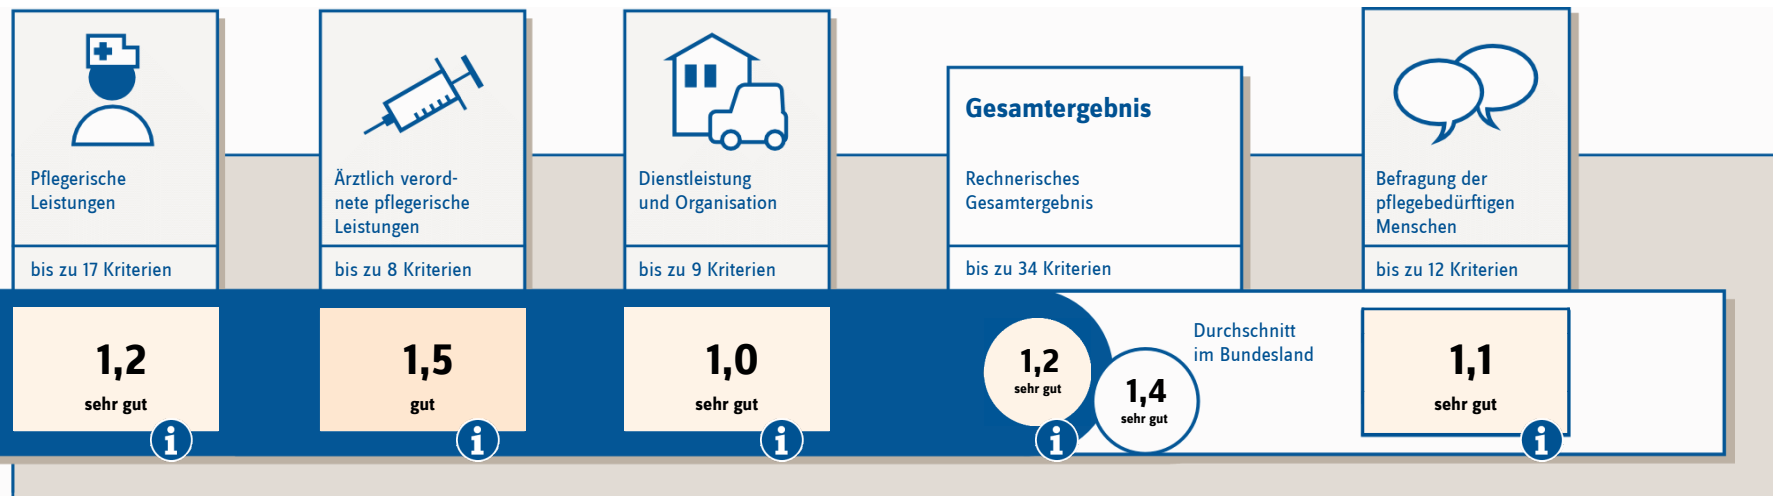 Pflegerische
Leistungen
bis zu 17 Kriterien
1,2
sehr gut
i
Ärztlich verord-
nete pflegerische
Leistungen
bis zu 8 Kriterien
1,5
gut
i
Dienstleistung
und Organisation
bis zu 9 Kriterien
1,0
sehr gut
i
Gesamtergebnis
Rechnerisches
Gesamtergebnis
bis zu 34 Kriterien
1,2
sehr gut
i
1,4
sehr gut
Durchschnitt
im Bundesland
Befragung der
pflegebedürftigen
Menschen
bis zu 12 Kriterien
1,1
sehr gut
i